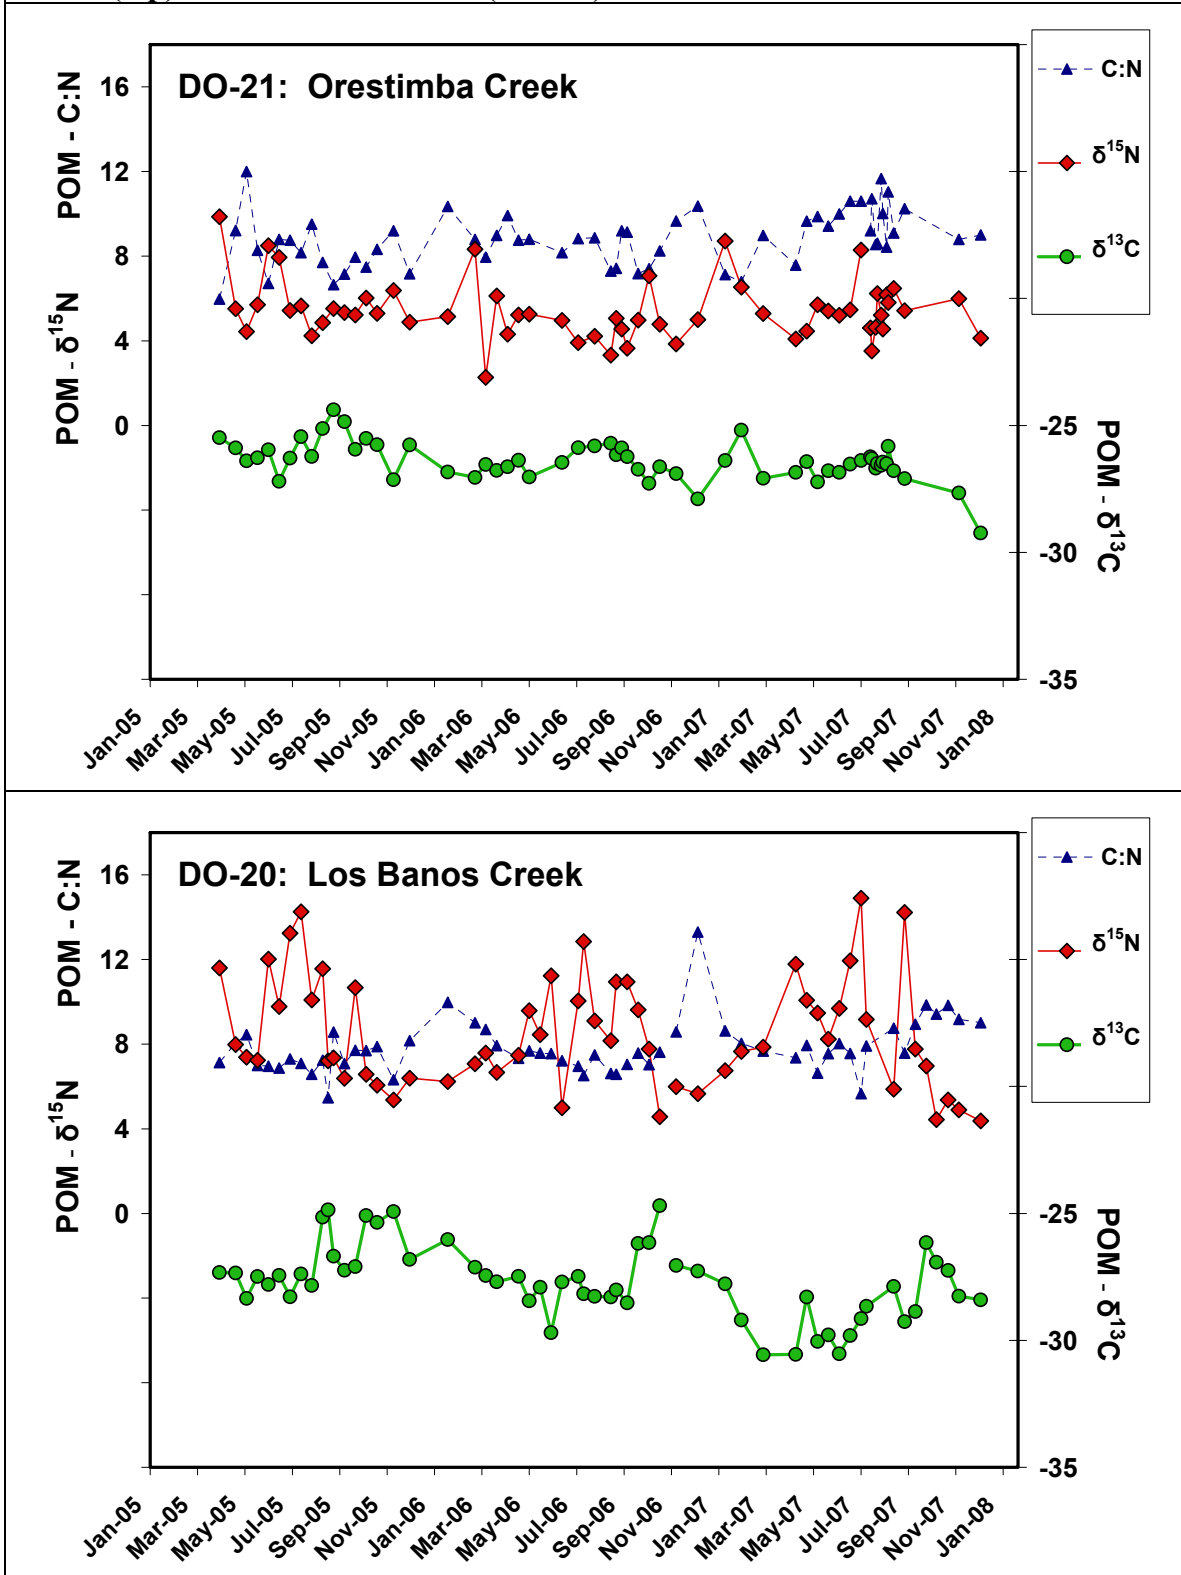 DO-21: Orestimba Creek
POM - C:N
POM - δ15N
16
12
8
4
0
C:N
δ15N
δ13C
-25
-30
-35
POM - δ13C
Jan-05
Mar-05
May-05
Jul-05
Sep-05
Nov-05
Jan-06
Mar-06
May-06
Jul-06
Sep-06
Nov-06
Jan-07
Mar-07
May-07
Jul-07
Sep-07
Nov-07
Jan-08
DO-20: Los Banos Creek
POM - C:N
POM - δ15N
16
12
8
4
0
C:N
δ15N
δ13C
-25
-30
-35
POM - δ13C
Jan-05
Mar-05
May-05
Jul-05
Sep-05
Nov-05
Jan-06
Mar-06
May-06
Jul-06
Sep-06
Nov-06
Jan-07
Mar-07
May-07
Jul-07
Sep-07
Nov-07
Jan-08